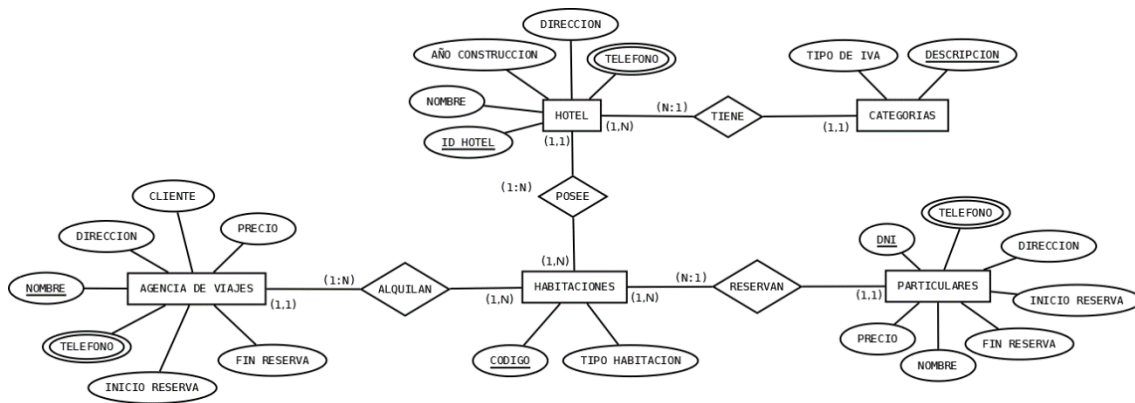 DIRECCION
AÑO CONSTRUCCION
TELEFONO
TIPO DE IVA
DESCRIPCION
NOMBRE
HOTEL
(N:1)
TIENE
CATEGORIAS
(1,N)
(1,1)
ID HOTEL
(1,1)
(1:N)
POSEE
CLIENTE
DIRECCION
PRECIO
TELEFONO
DNI
DIRECCION
(1,N)
NOMBRE
AGENCIA DE VIAJES
(1:N)
ALQUILAN
HABITACIONES
(N:1)
RESERVAN
PARTICULARES
(1,1)
(1,N)
(1,N)
(1,1)
INICIO RESERVA
TELEFONO
FIN RESERVA
CODIGO
TIPO HABITACION
PRECIO
FIN RESERVA
INICIO RESERVA
NOMBRE